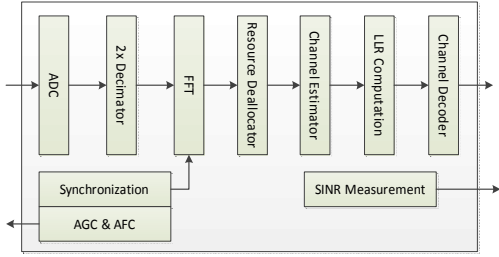 ADC
2x Decimator
FFT
Resource Deallocator
Channel Estimator
LLR Computation
Channel Decoder
Synchronization
SINR Measurement
AGC & AFC